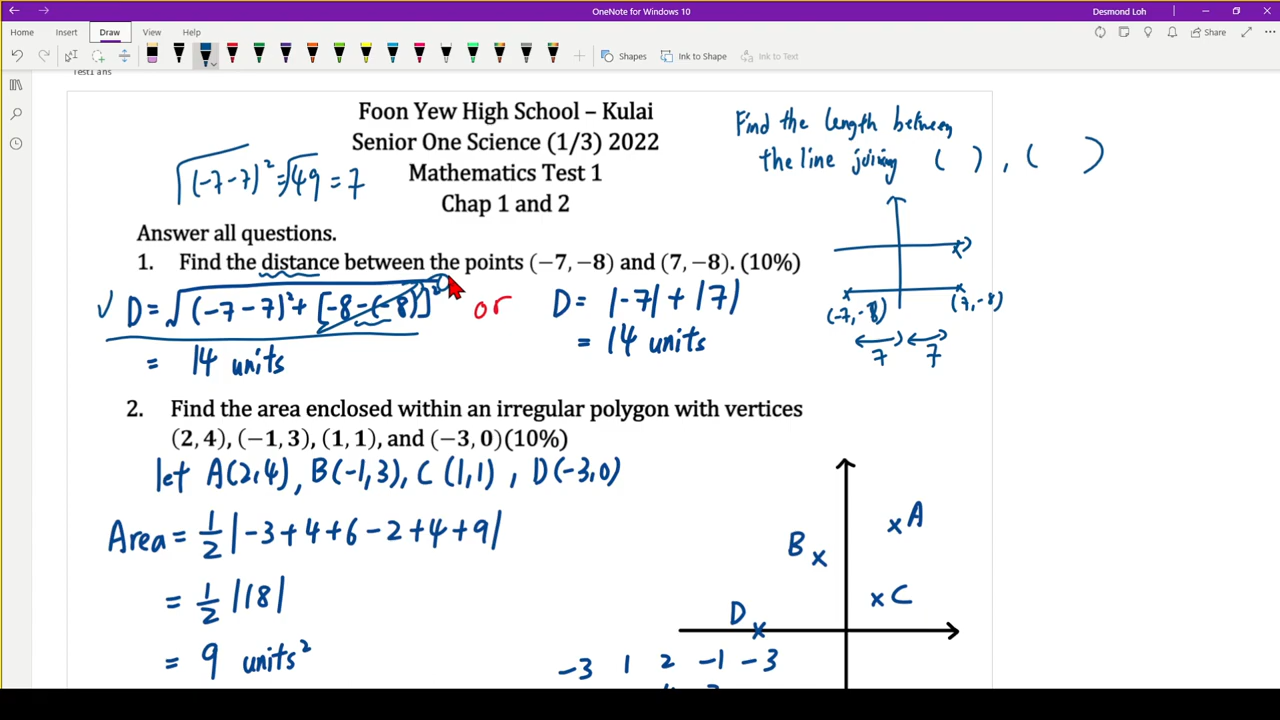 OneNote for Windows 10
Desmond Loh
Home Insert Draw View Help
Shapes Ink to Shape Ink to Text Share
Test1 ans
Foon Yew High School – Kulai
Senior One Science (1/3) 2022
Mathematics Test 1
Chap 1 and 2
Find the length between
the line joining ( ), ( )
√(-7-7)² = √49 = 7
Answer all questions.
1. Find the distance between the points (−7, −8) and (7, −8). (10%)
✓ D = √(-7-7)² + [-8-(-8)]² 0
= 14 units
or
D = |-7| + |7|
= 14 units
(-7,-8) (7,-8)
7 7
2. Find the area enclosed within an irregular polygon with vertices
(2, 4), (−1, 3), (1, 1), and (−3, 0)(10%)
let A(2,4), B(-1,3), C(1,1), D(-3,0)
Area = 1/2 |-3+4+6-2+4+9|
= 1/2 |18|
= 9 units²
A
B
C
D
-3 1 2 -1 -3